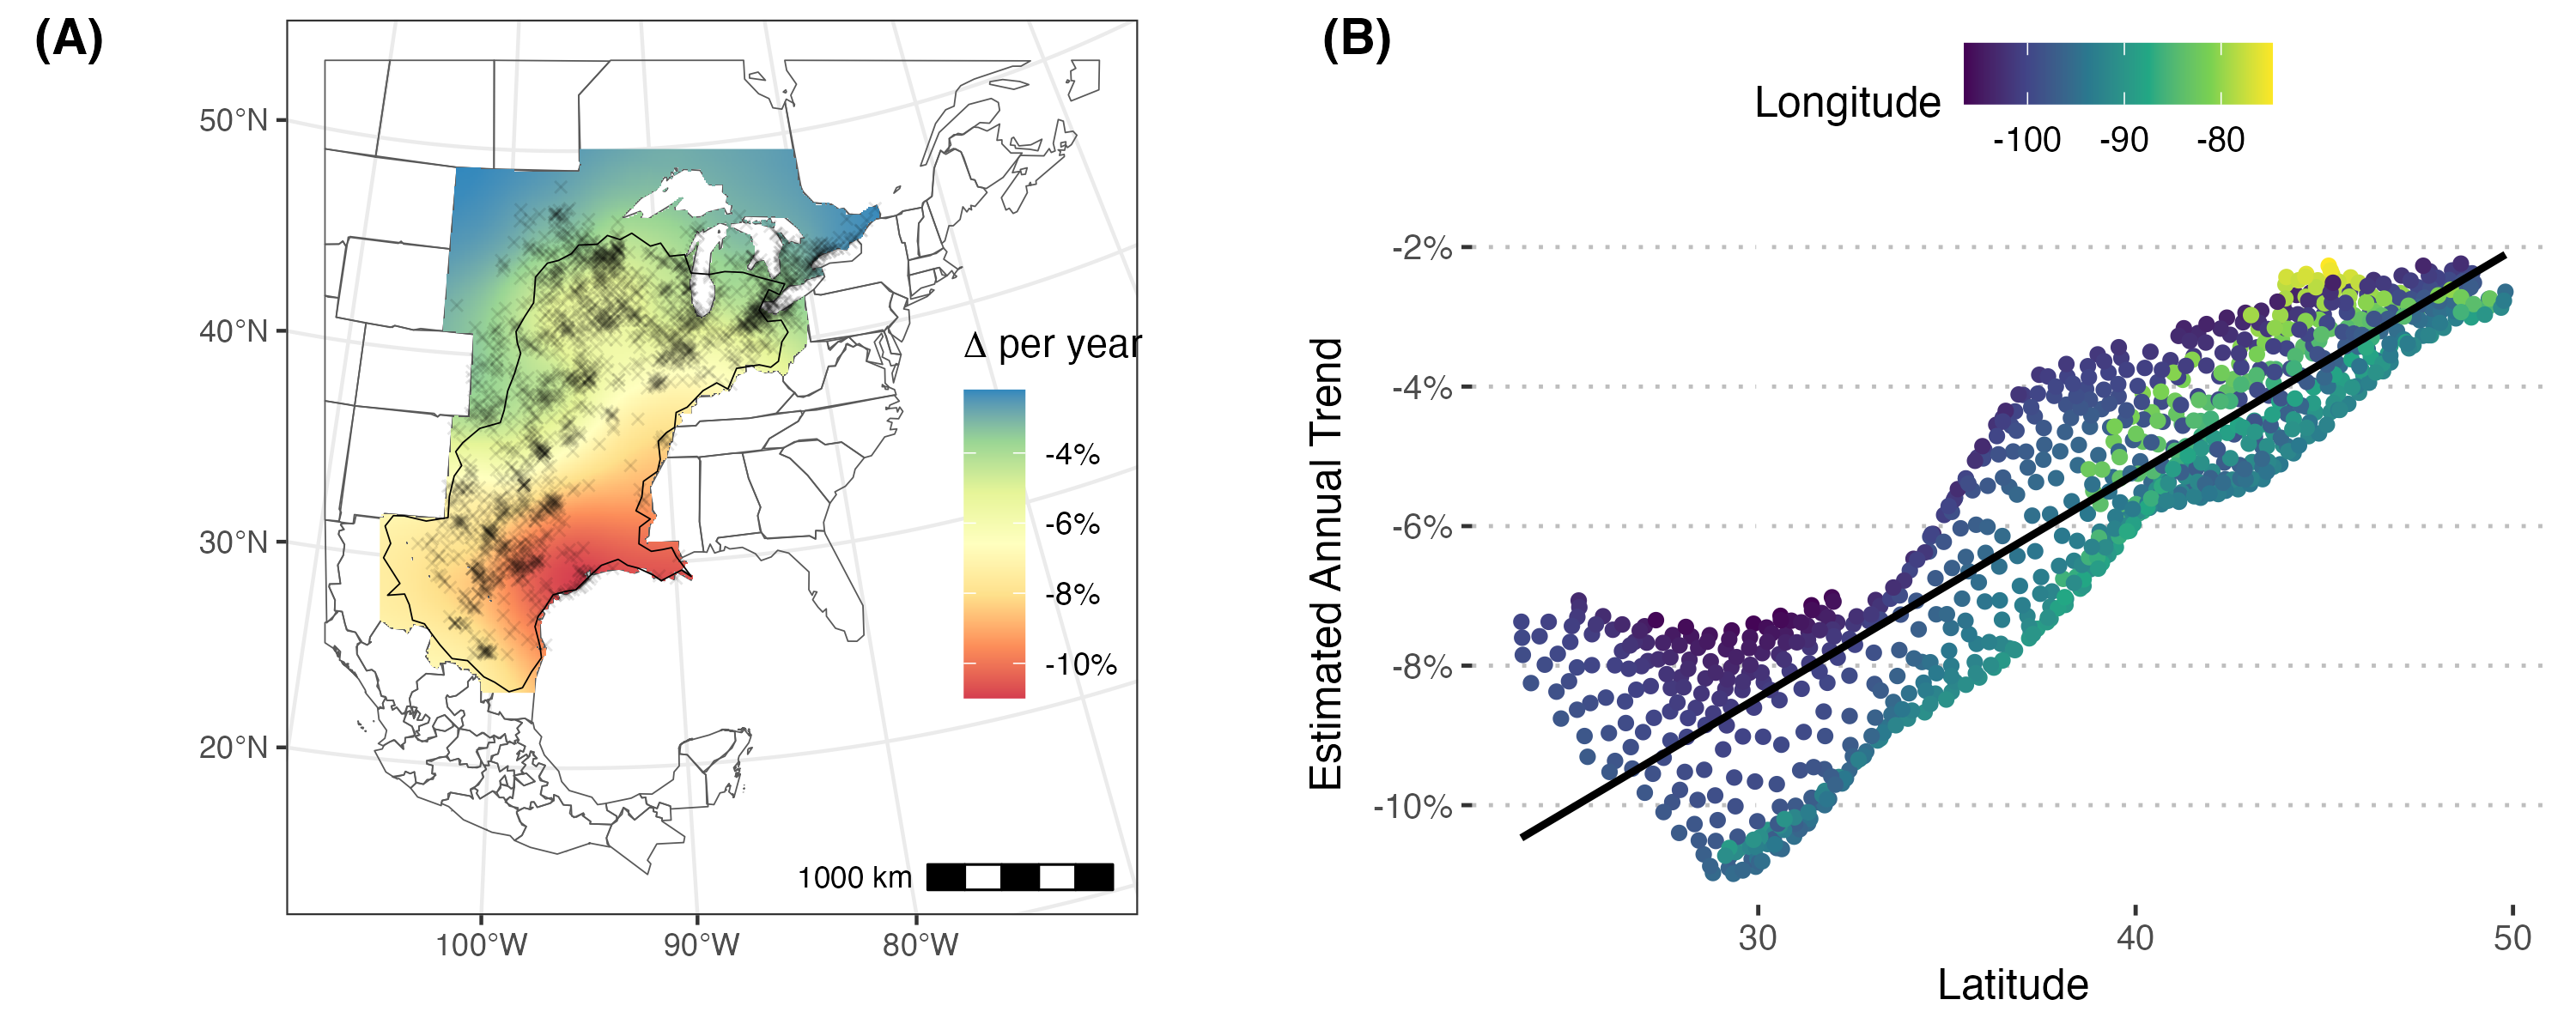 (A)
50°N
40°N
30°N
20°N
100°W
90°W
80°W
Δ per year
-4%
-6%
-8%
-10%
1000 km
(B)
Longitude
-100
-90
-80
Estimated Annual Trend
-2%
-4%
-6%
-8%
-10%
30
40
50
Latitude